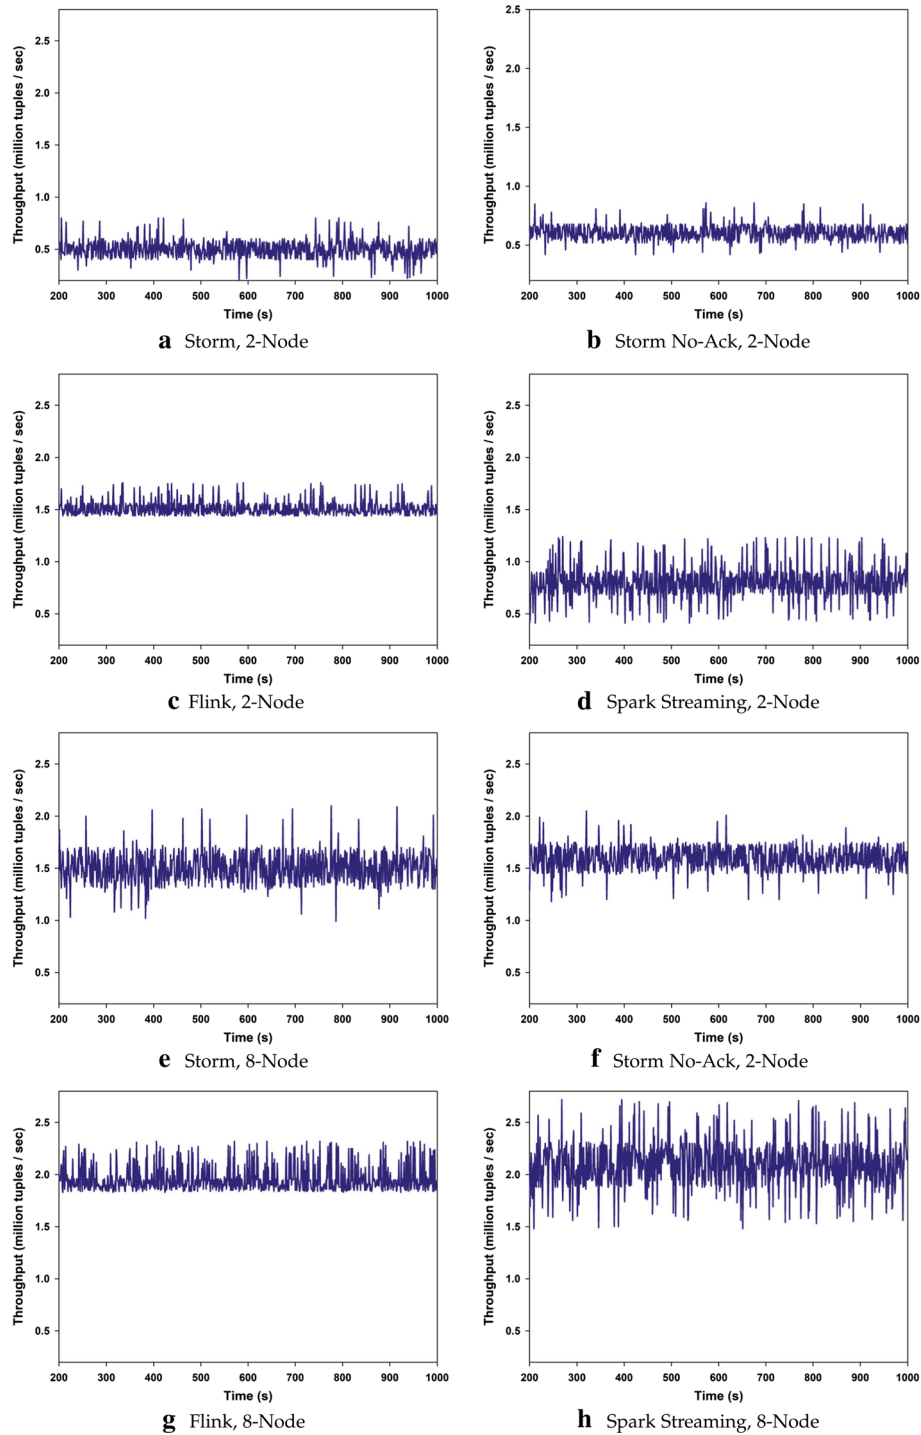 Throughput (million tuples / sec)
2.5
2.0
1.5
1.0
0.5
200 300 400 500 600 700 800 900 1000
Time (s)
a Storm, 2-Node
Throughput (million tuples / sec)
2.5
2.0
1.5
1.0
0.5
200 300 400 500 600 700 800 900 1000
Time (s)
b Storm No-Ack, 2-Node
Throughput (million tuples / sec)
2.5
2.0
1.5
1.0
0.5
200 300 400 500 600 700 800 900 1000
Time (s)
c Flink, 2-Node
Throughput (million tuples / sec)
2.5
2.0
1.5
1.0
0.5
200 300 400 500 600 700 800 900 1000
Time (s)
d Spark Streaming, 2-Node
Throughput (million tuples / sec)
2.5
2.0
1.5
1.0
0.5
200 300 400 500 600 700 800 900 1000
Time (s)
e Storm, 8-Node
Throughput (million tuples / sec)
2.5
2.0
1.5
1.0
0.5
200 300 400 500 600 700 800 900 1000
Time (s)
f Storm No-Ack, 2-Node
Throughput (million tuples / sec)
2.5
2.0
1.5
1.0
0.5
200 300 400 500 600 700 800 900 1000
Time (s)
g Flink, 8-Node
Throughput (million tuples / sec)
2.5
2.0
1.5
1.0
0.5
200 300 400 500 600 700 800 900 1000
Time (s)
h Spark Streaming, 8-Node